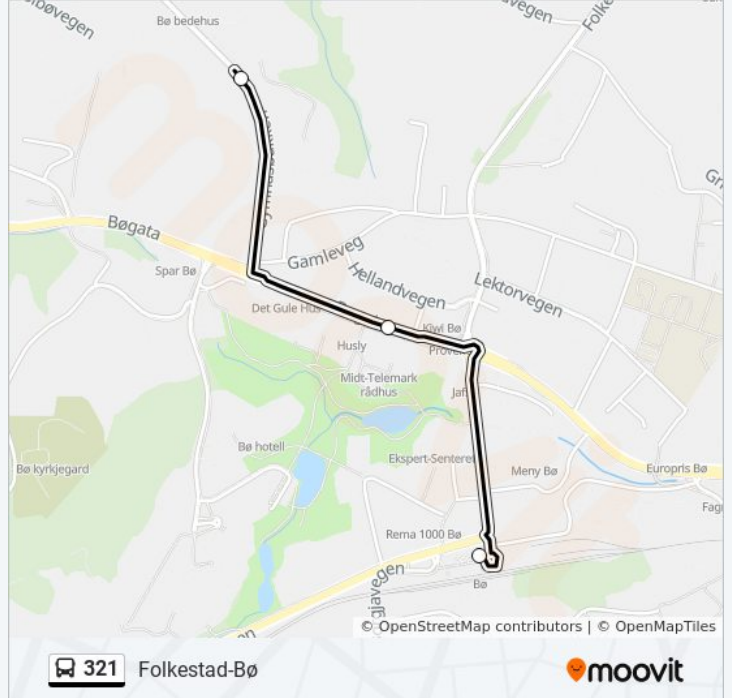 Bø bedehus
Folke
Bøgata
Gamleveg
Spar Bø
Hellandvegen
Lektorvegen
Det Gule Hus
Kiwi Bø
Husly
Midt-Telemark
rådhus
Bø hotell
Ekspert-Senteret
Bø kyrkjegard
Meny Bø
Europris Bø
Rema 1000 Bø
Bø
© OpenStreetMap contributors | © OpenMapTiles
321 Folkestad-Bø
moovit